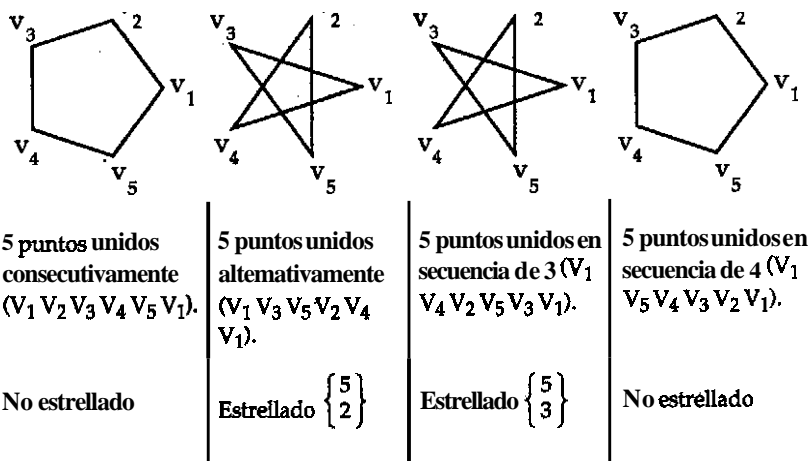 V3 2 V1 V4 V5
V3 2 V1 V4 V5
V3 2 V1 V4 V5
V3 2 V1 V4 V5
5 puntos unidos
consecutivamente
(V1 V2 V3 V4 V5 V1).
5 puntos unidos
altemativamente
(V1 V3 V5 V2 V4
V1).
5 puntos unidos en
secuencia de 3 (V1
V4 V2 V5 V3 V1).
5 puntos unidos en
secuencia de 4 (V1
V5 V4 V3 V2 V1).
No estrellado
Estrellado {5
2}
Estrellado {5
3}
No estrellado